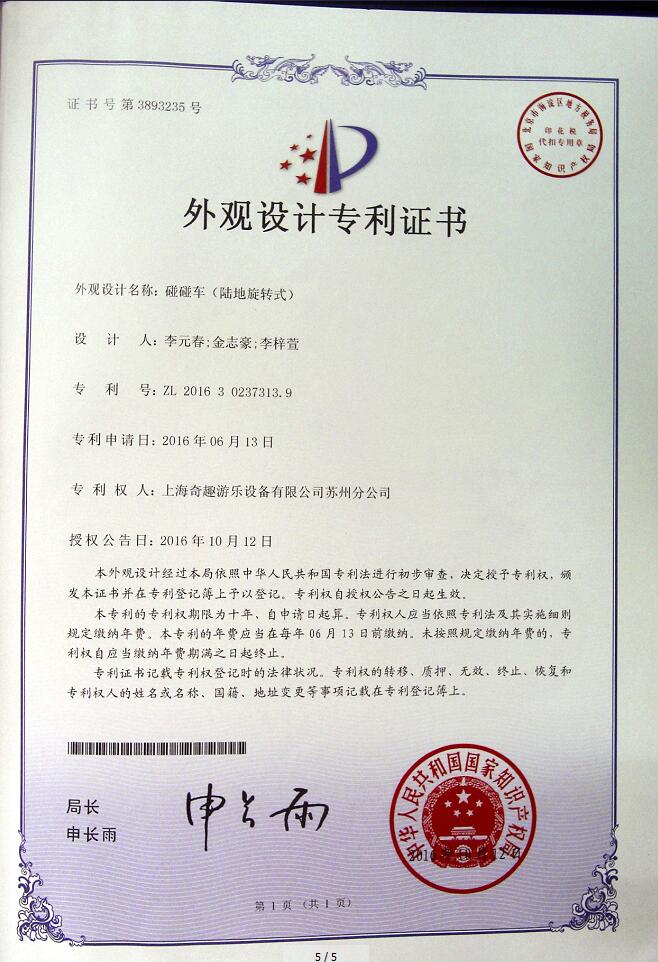 证书号第3893235号
北京市海淀区地方税务局
印花税
代扣专用章
国家知识产权局
外观设计专利证书
外观设计名称：碰碰车（陆地旋转式）
设 计 人：李元春;金志豪;李梓萱
专 利 号：ZL 2016 3 0237313.9
专利申请日：2016年06月13日
专 利 权 人：上海奇趣游乐设备有限公司苏州分公司
授权公告日：2016年10月12日
本外观设计经过本局依照中华人民共和国专利法进行初步审查，决定授予专利权，颁
发本证书并在专利登记簿上予以登记。专利权自授权公告之日起生效。
本专利的专利权期限为十年，自申请日起算。专利权人应当依照专利法及其实施细则
规定缴纳年费。本专利的年费应当在每年06月13日前缴纳。未按照规定缴纳年费的，专
利权自应当缴纳年费期满之日起终止。
专利证书记载专利权登记时的法律状况。专利权的转移、质押、无效、终止、恢复和
专利权人的姓名或名称、国籍、地址变更等事项记载在专利登记簿上。
局长
申长雨
申长雨
中华人民共和国国家知识产权局
2016年10月12日
第1页（共1页）
5/5